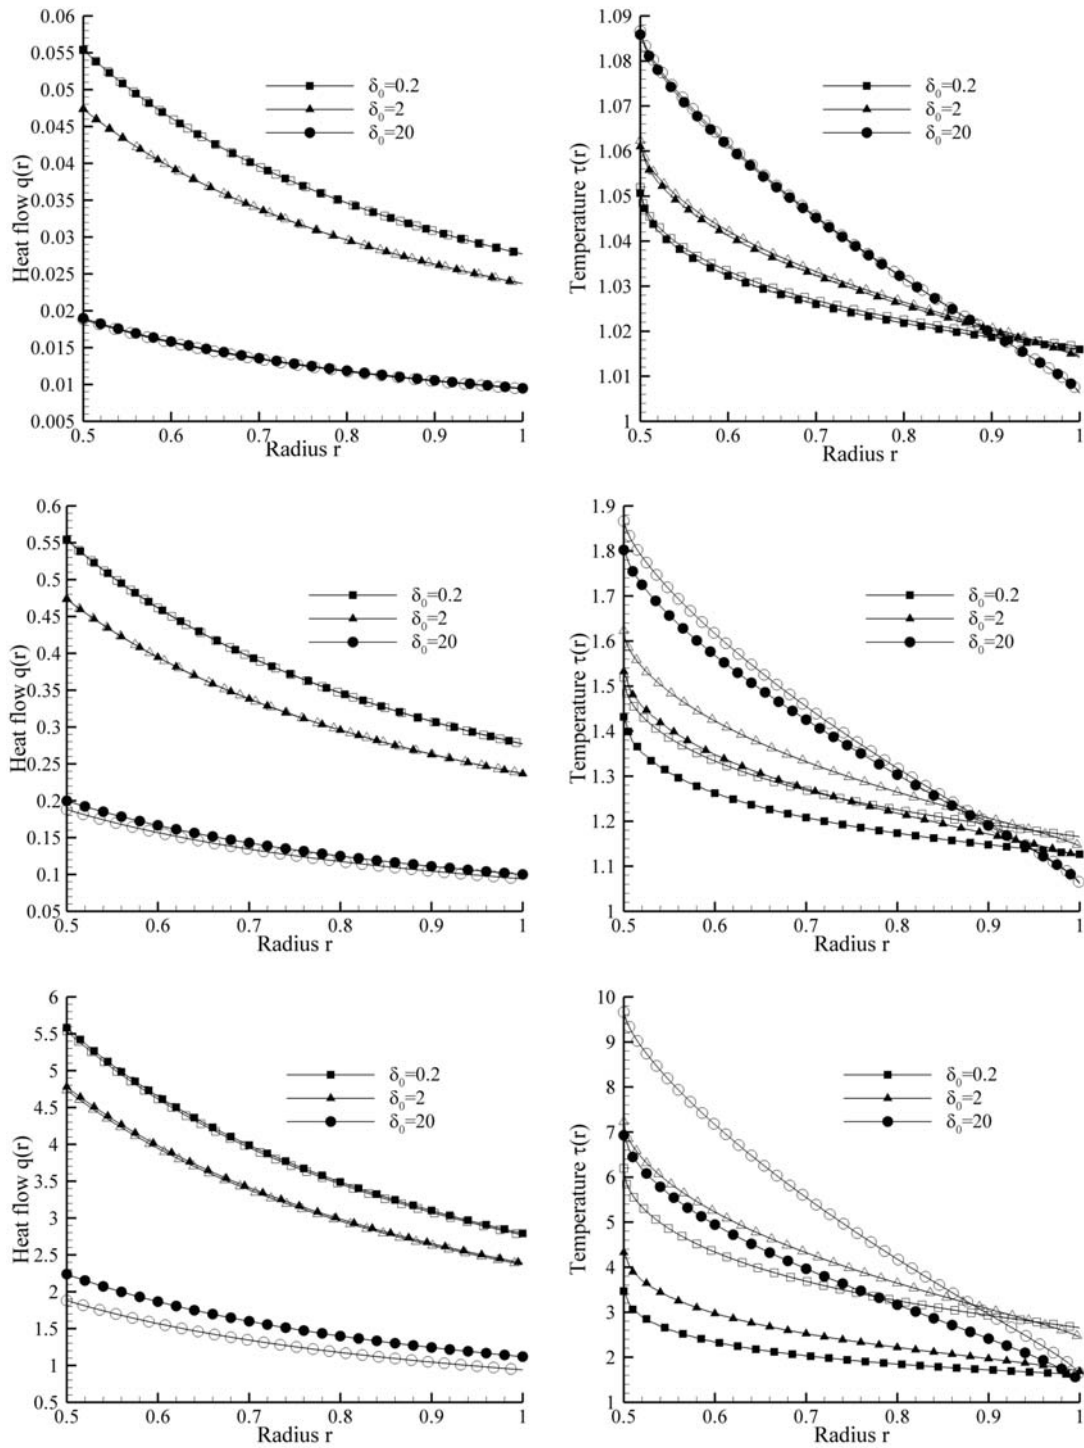 Heat flow q(r)
0.06
0.055
0.05
0.045
0.04
0.035
0.03
0.025
0.02
0.015
0.01
0.005
δ₀=0.2
δ₀=2
δ₀=20
0.5 0.6 0.7 0.8 0.9 1
Radius r
Temperature τ(r)
1.09
1.08
1.07
1.06
1.05
1.04
1.03
1.02
1.01
1
δ₀=0.2
δ₀=2
δ₀=20
0.5 0.6 0.7 0.8 0.9 1
Radius r
Heat flow q(r)
0.6
0.55
0.5
0.45
0.4
0.35
0.3
0.25
0.2
0.15
0.1
0.05
δ₀=0.2
δ₀=2
δ₀=20
0.5 0.6 0.7 0.8 0.9 1
Radius r
Temperature τ(r)
1.9
1.8
1.7
1.6
1.5
1.4
1.3
1.2
1.1
1
δ₀=0.2
δ₀=2
δ₀=20
0.5 0.6 0.7 0.8 0.9 1
Radius r
Heat flow q(r)
6
5.5
5
4.5
4
3.5
3
2.5
2
1.5
1
0.5
δ₀=0.2
δ₀=2
δ₀=20
0.5 0.6 0.7 0.8 0.9 1
Radius r
Temperature τ(r)
10
9
8
7
6
5
4
3
2
1
δ₀=0.2
δ₀=2
δ₀=20
0.5 0.6 0.7 0.8 0.9 1
Radius r